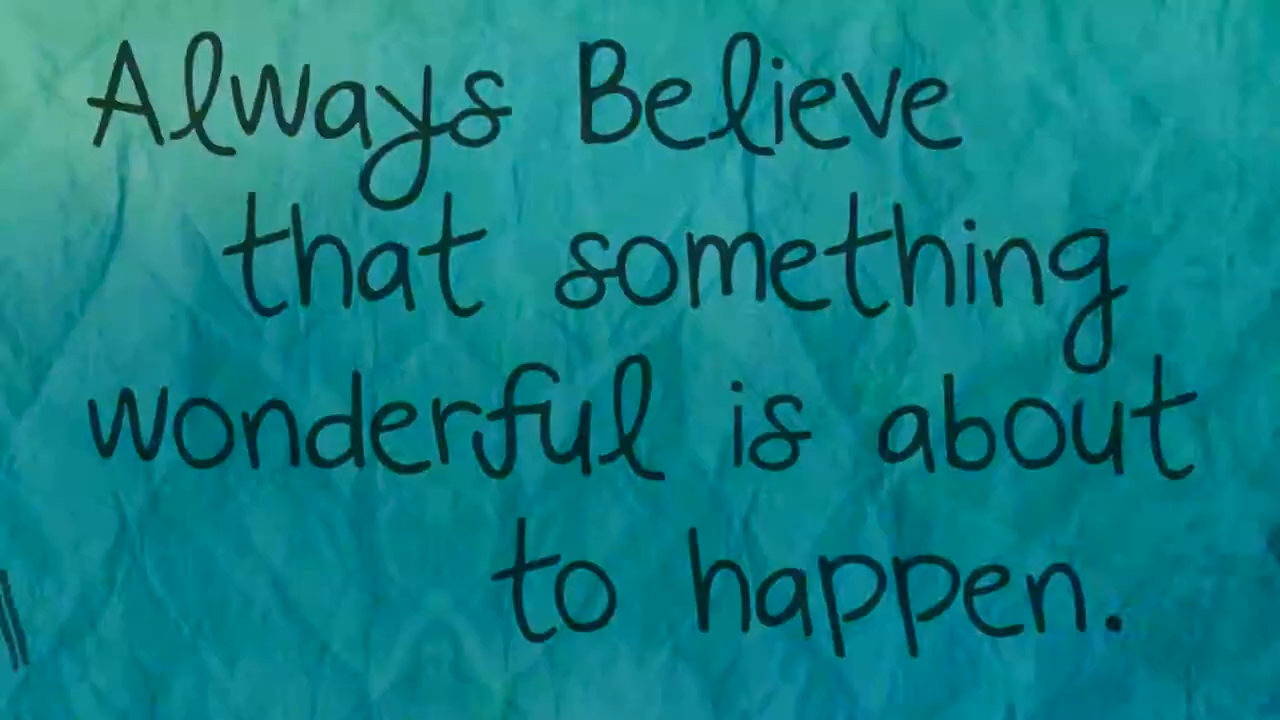 Always Believe
that something
wonderful is about
to happen.